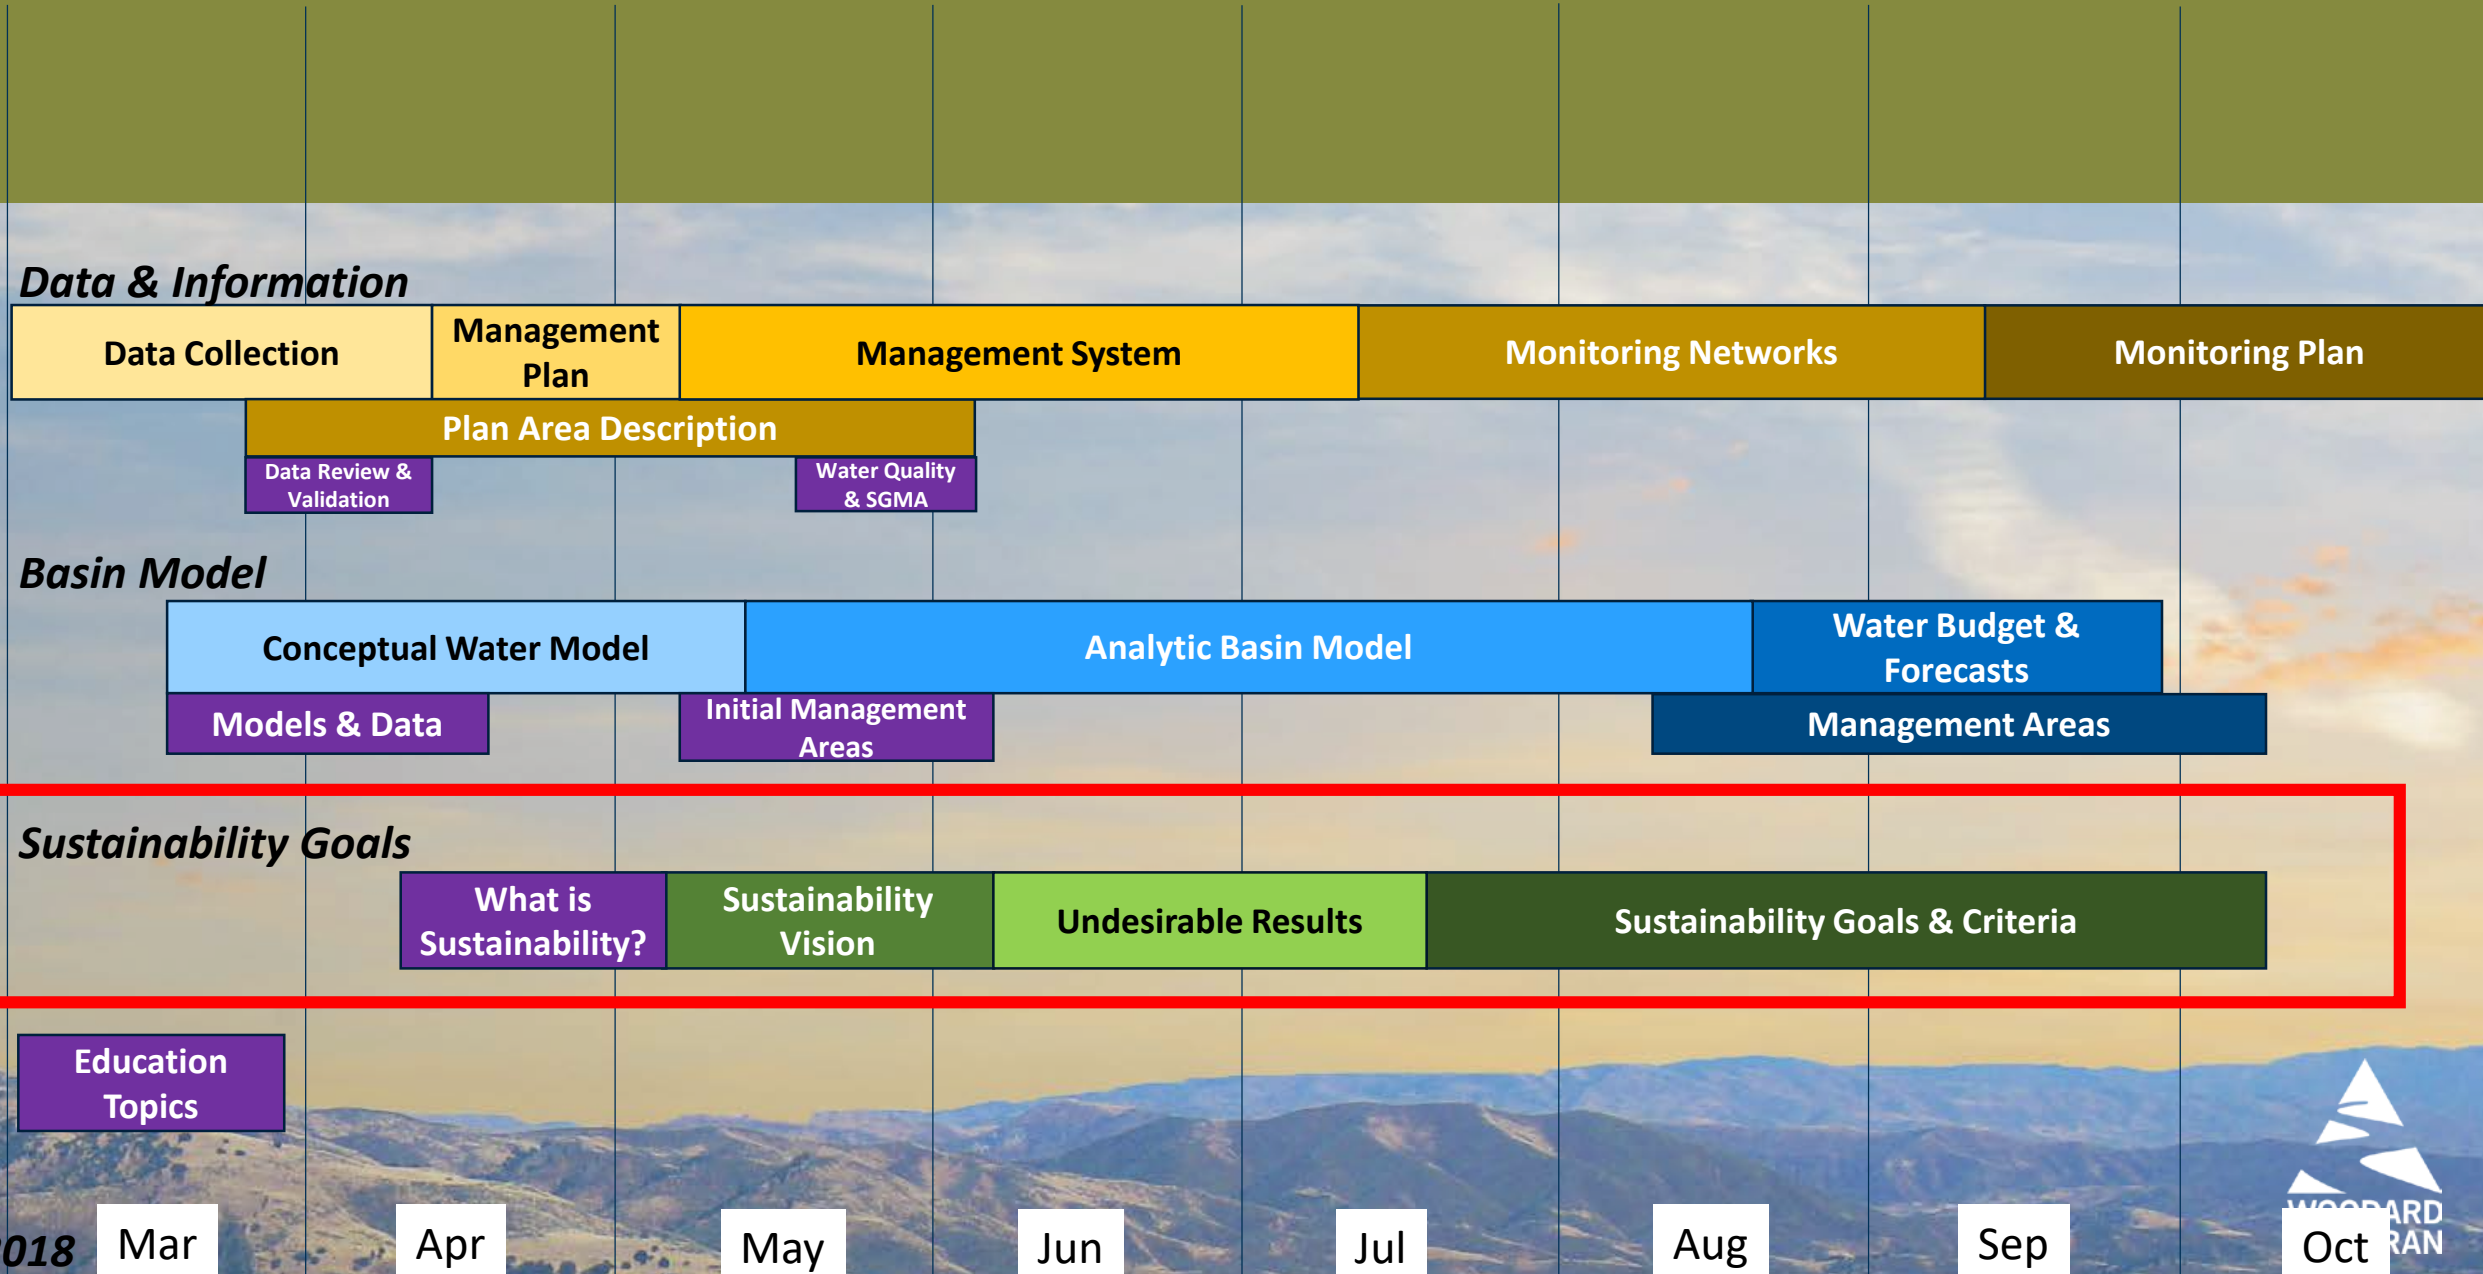 Data & Information
Data Collection
Management
Plan
Management System
Monitoring Networks
Monitoring Plan
Plan Area Description
Data Review &
Validation
Water Quality
& SGMA
Basin Model
Conceptual Water Model
Analytic Basin Model
Water Budget &
Forecasts
Models & Data
Initial Management
Areas
Management Areas
Sustainability Goals
What is
Sustainability?
Sustainability
Vision
Undesirable Results
Sustainability Goals & Criteria
Education
Topics
018
Mar
Apr
May
Jun
Jul
Aug
Sep
Oct